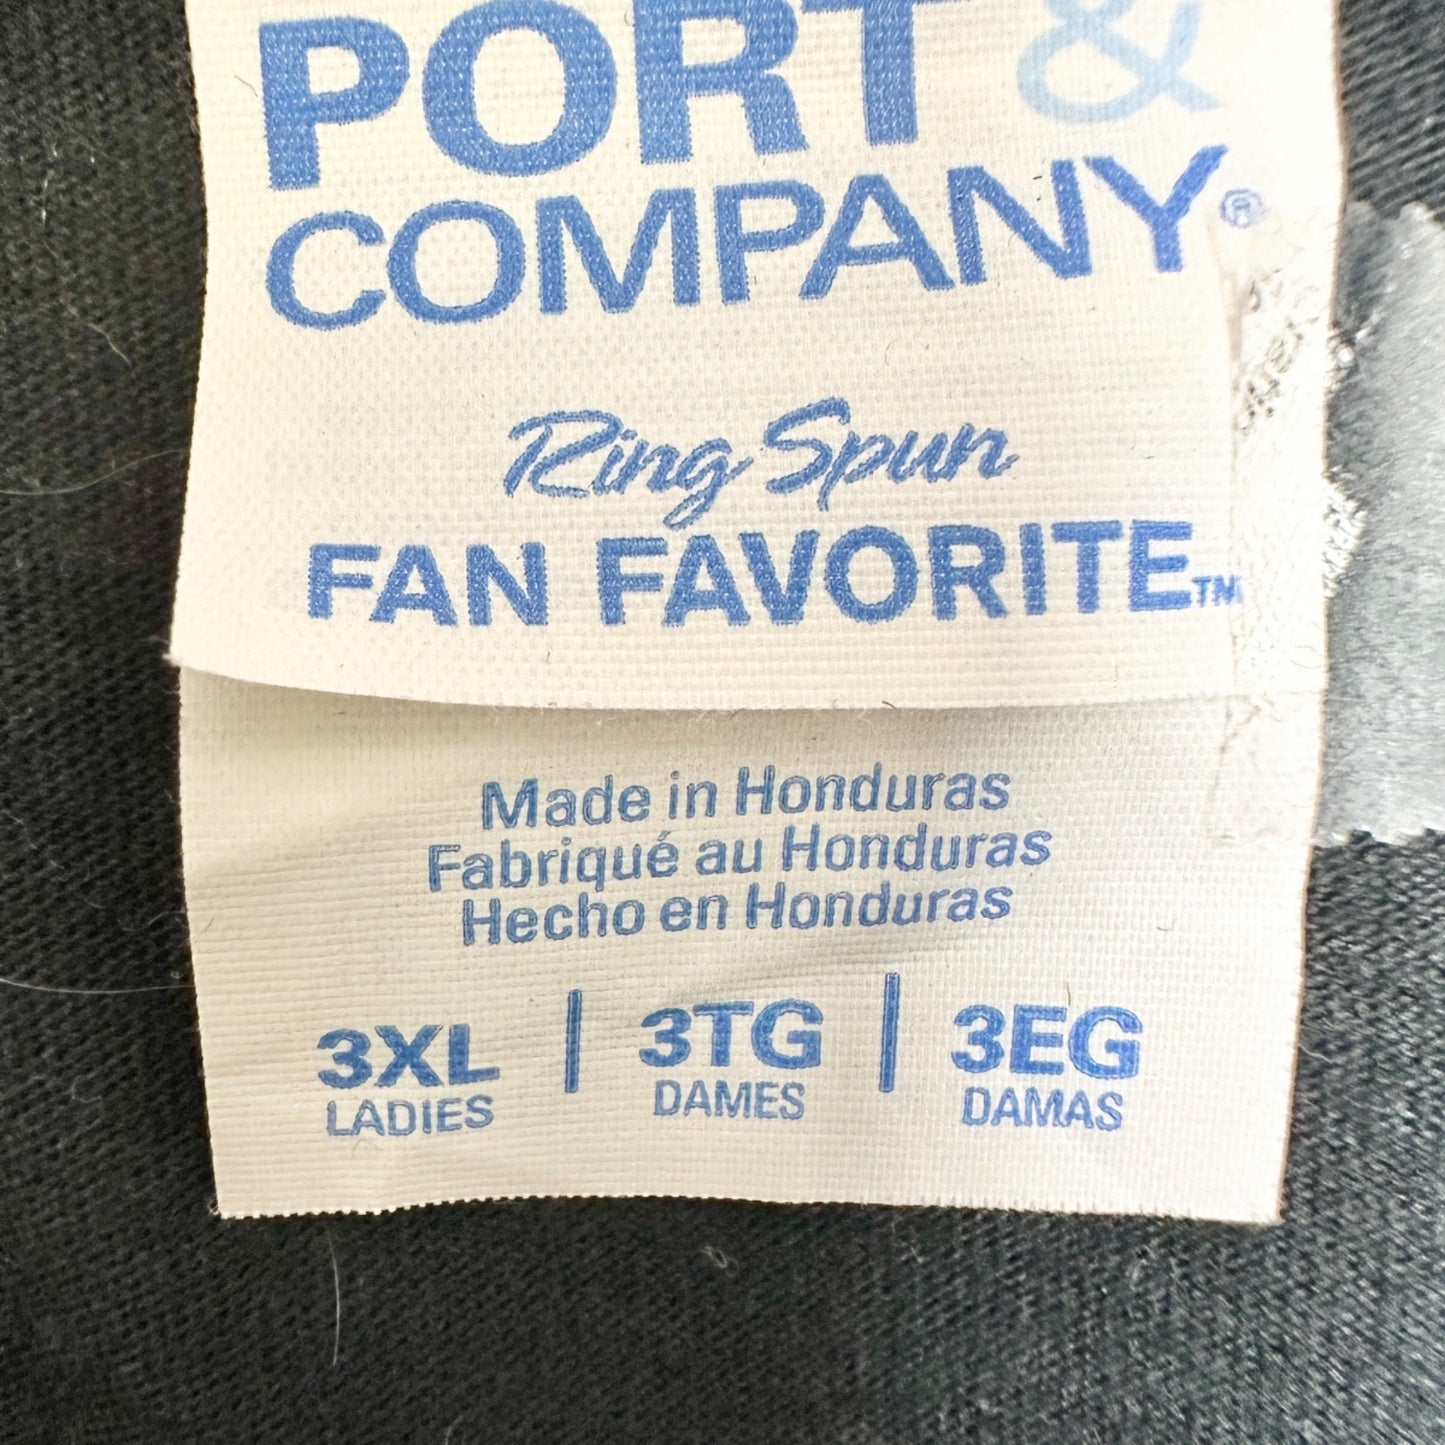 PORT &
COMPANY®
Ring Spun
FAN FAVORITE™
Made in Honduras
Fabriqué au Honduras
Hecho en Honduras
3XL | 3TG | 3EG
LADIES DAMES DAMAS